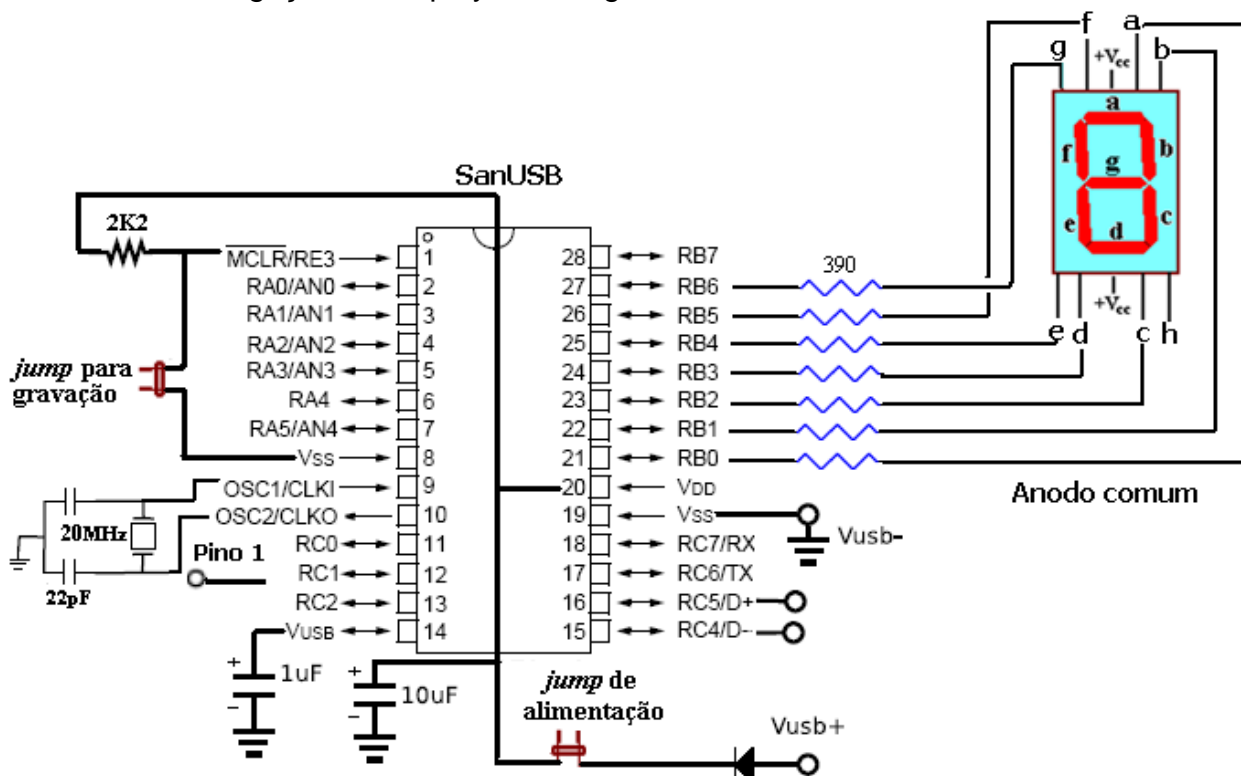 f a
g +Vcc b
a
f b
g
e c
d
+Vcc
e d c h
Anodo comum
SanUSB
2K2
390
MCLR/RE3 1 28 RB7
RA0/AN0 2 27 RB6
RA1/AN1 3 26 RB5
RA2/AN2 4 25 RB4
RA3/AN3 5 24 RB3
RA4 6 23 RB2
RA5/AN4 7 22 RB1
Vss 8 21 RB0
OSC1/CLKI 9 20 VDD
OSC2/CLKO 10 19 Vss
RC0 11 18 RC7/RX
RC1 12 17 RC6/TX
RC2 13 16 RC5/D+
VUSB 14 15 RC4/D-
jump para
gravação
20MHz
Pino 1
22pF
Vusb-
+
1uF
-
+
10uF
-
jump de
alimentação
Vusb+